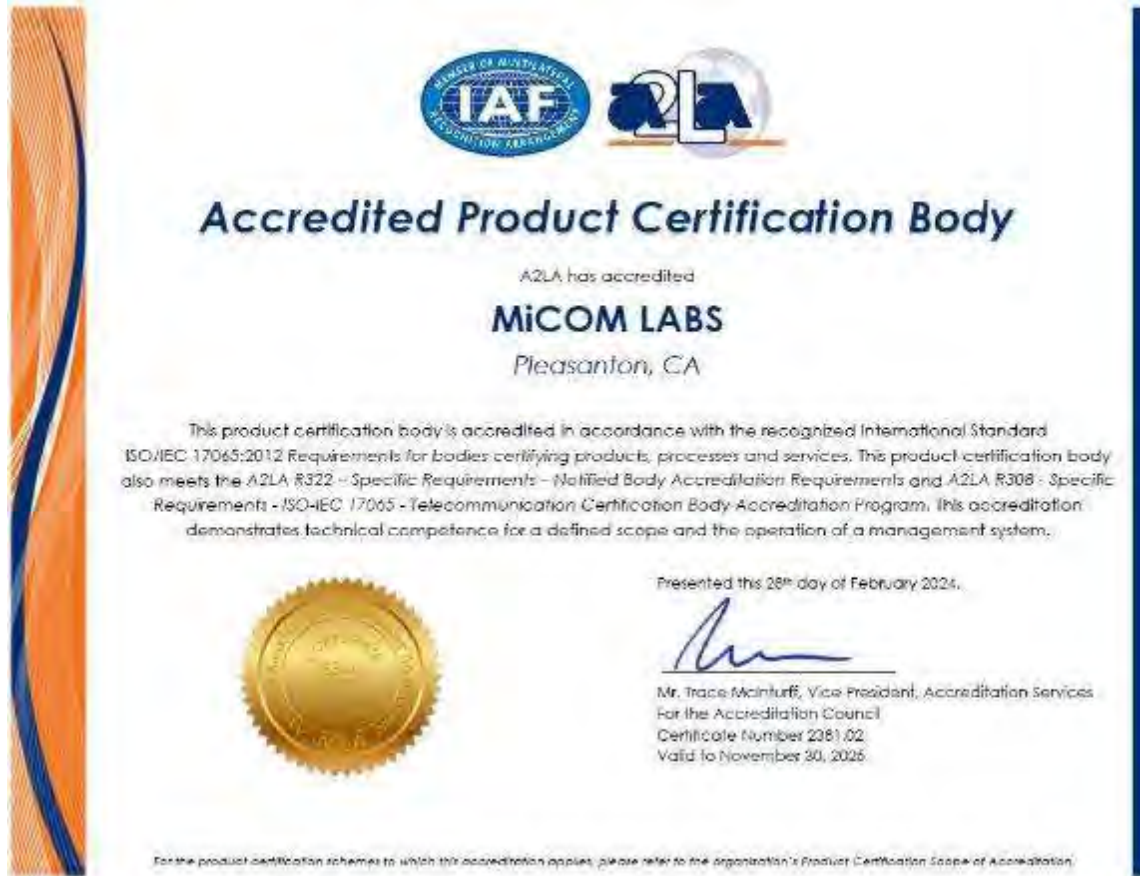 MEMBER OF MULTILATERAL
IAF
RECOGNITION ARRANGEMENT
a2La
Accredited Product Certification Body
A2LA has accredited
MiCOM LABS
Pleasanton, CA
This product certification body is accredited in accordance with the recognized International Standard
ISO/IEC 17065:2012 Requirements for bodies certifying products, processes and services. This product certification body
also meets the A2LA R322 – Specific Requirements – Notified Body Accreditation Requirements and A2LA R308 - Specific
Requirements - ISO-IEC 17065 - Telecommunication Certification Body Accreditation Program. This accreditation
demonstrates technical competence for a defined scope and the operation of a management system.
Presented this 28th day of February 2024.
Mr. Trace McInturff, Vice President, Accreditation Services
For the Accreditation Council
Certificate Number 2381.02
Valid to November 30,
For the product certification schemes to which this accreditation applies, please refer to the organization's Product Certification Scope of Accreditation.